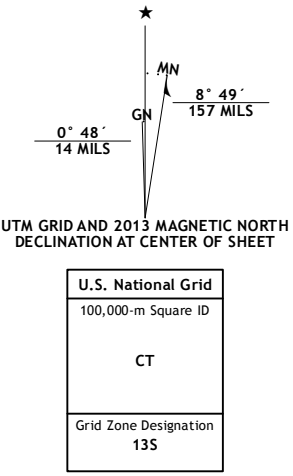 ★
MN
8° 49´
157 MILS
GN
0° 48´
14 MILS
UTM GRID AND 2013 MAGNETIC NORTH
DECLINATION AT CENTER OF SHEET
U.S. National Grid
100,000-m Square ID
CT
Grid Zone Designation
13S